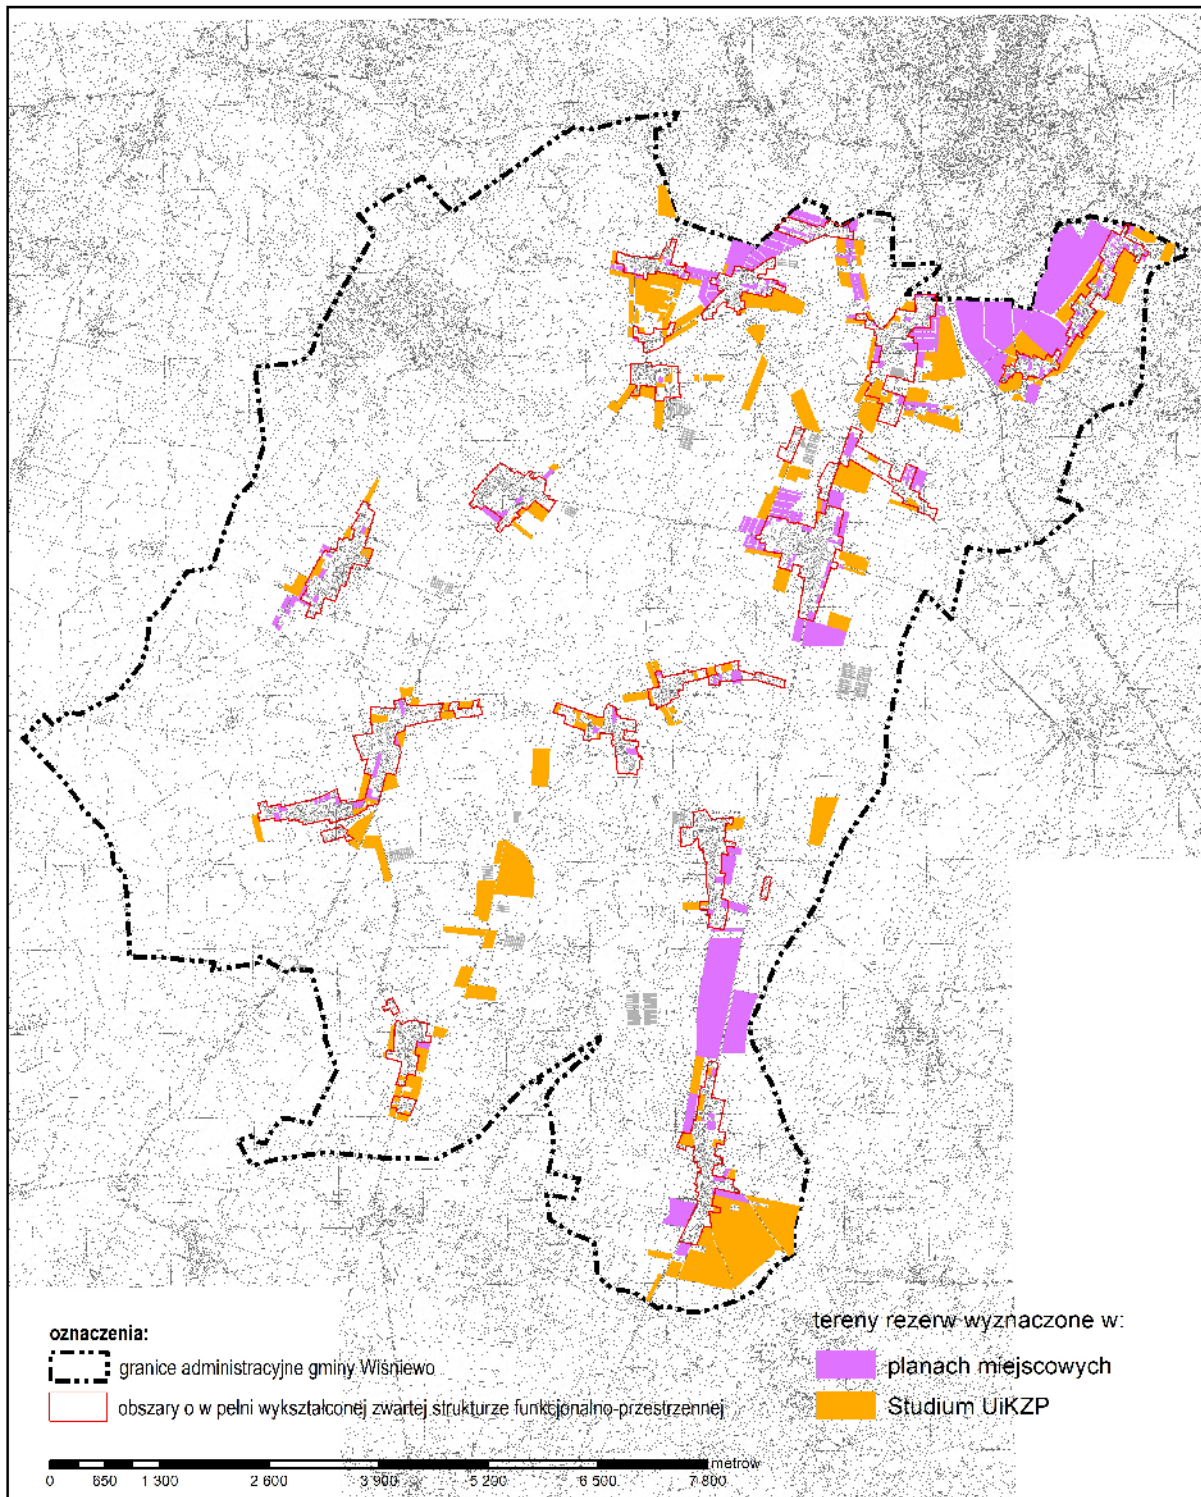 oznaczenia:
granice administracyjne gminy Wiśniewo
obszary o w pełni wykształconej zwartej strukturze funkcjonalno-przestrzennej
tereny rezerw wyznaczone w:
planach miejscowych
Studium UiKZP
metrów
0 650 1 300 2 600 3 900 5 200 6 500 7 800